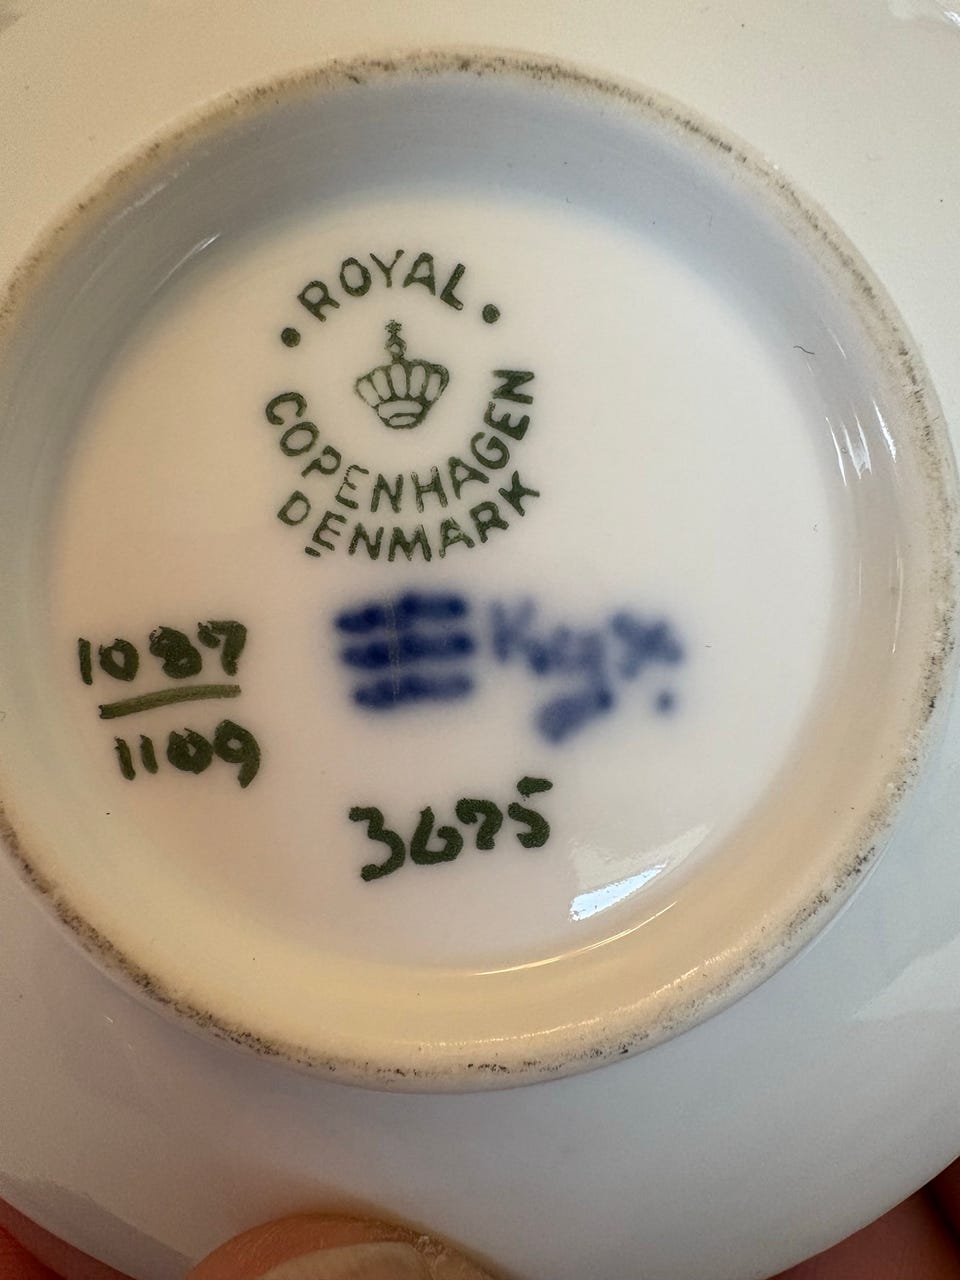 ROYAL
COPENHAGEN
DENMARK
1087
1109
3675